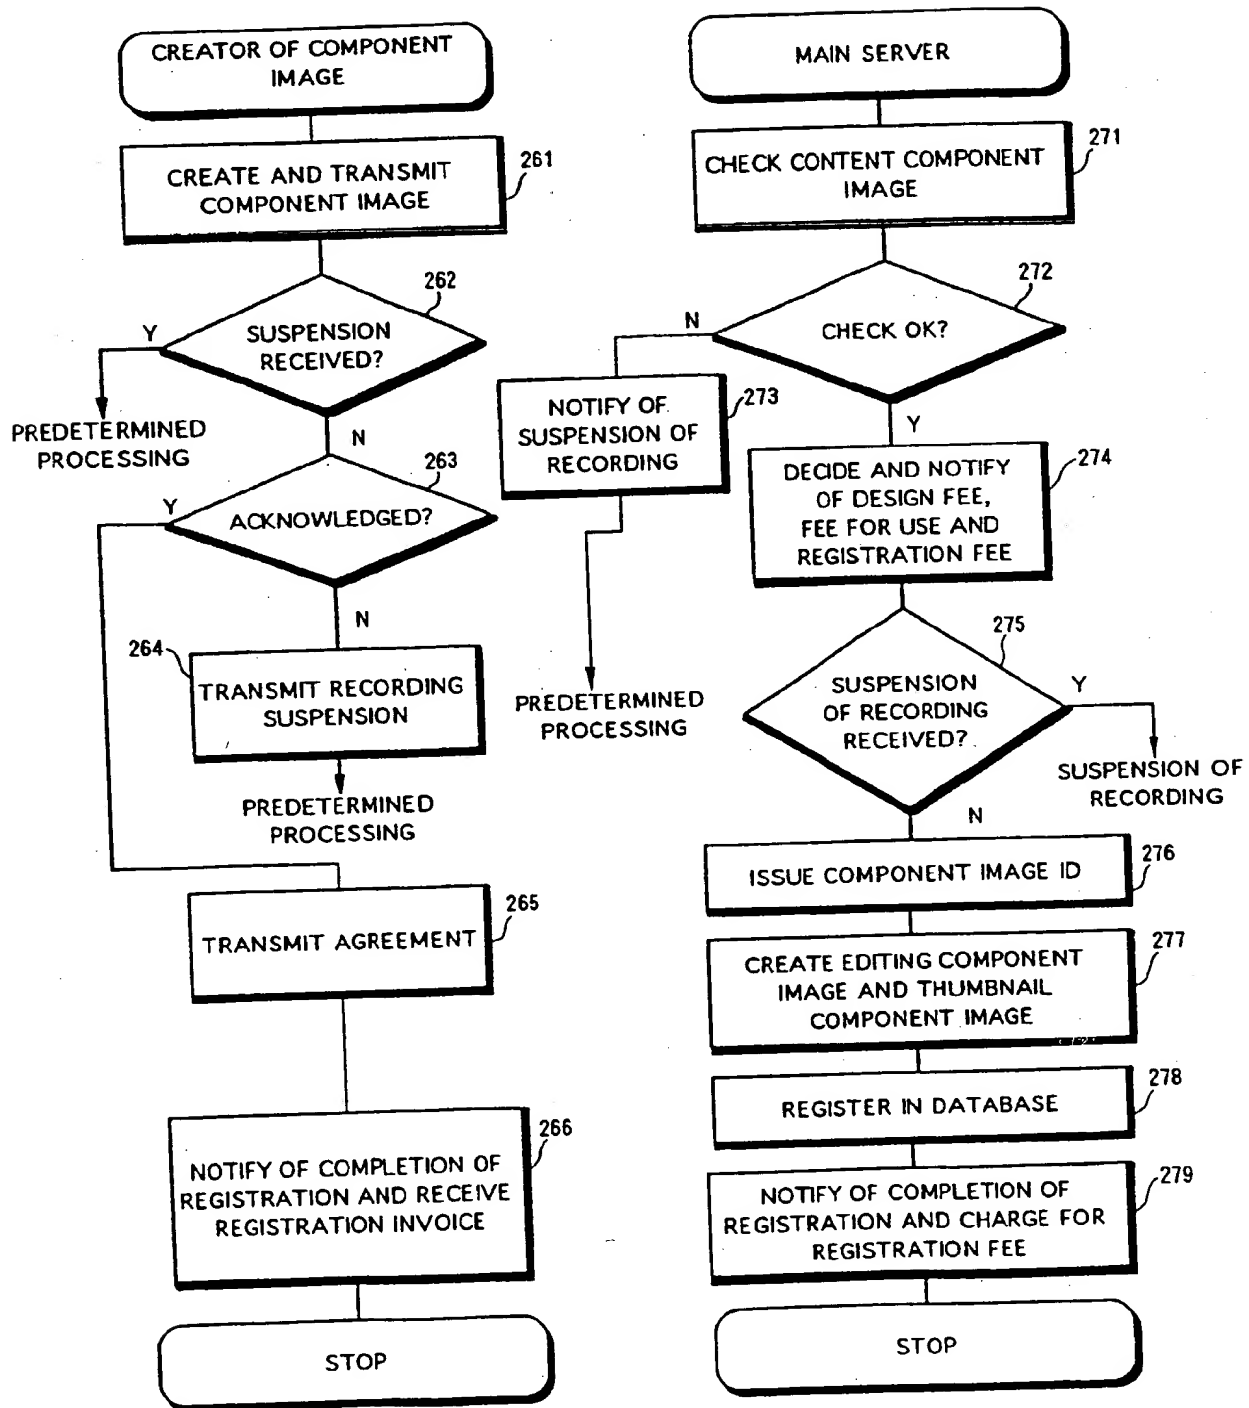 CREATOR OF COMPONENT
IMAGE
CREATE AND TRANSMIT
COMPONENT IMAGE
261
262
SUSPENSION
RECEIVED?
Y
PREDETERMINED
PROCESSING
N
263
Y
ACKNOWLEDGED?
N
264
TRANSMIT RECORDING
SUSPENSION
PREDETERMINED
PROCESSING
265
TRANSMIT AGREEMENT
266
NOTIFY OF COMPLETION OF
REGISTRATION AND RECEIVE
REGISTRATION INVOICE
STOP
MAIN SERVER
271
CHECK CONTENT COMPONENT
IMAGE
272
N
CHECK OK?
273
NOTIFY OF
SUSPENSION OF
RECORDING
PREDETERMINED
PROCESSING
Y
274
DECIDE AND NOTIFY
OF DESIGN FEE,
FEE FOR USE AND
REGISTRATION FEE
275
SUSPENSION
OF RECORDING
RECEIVED?
Y
SUSPENSION OF
RECORDING
N
276
ISSUE COMPONENT IMAGE ID
277
CREATE EDITING COMPONENT
IMAGE AND THUMBNAIL
COMPONENT IMAGE
278
REGISTER IN DATABASE
279
NOTIFY OF COMPLETION OF
REGISTRATION AND CHARGE FOR
REGISTRATION FEE
STOP